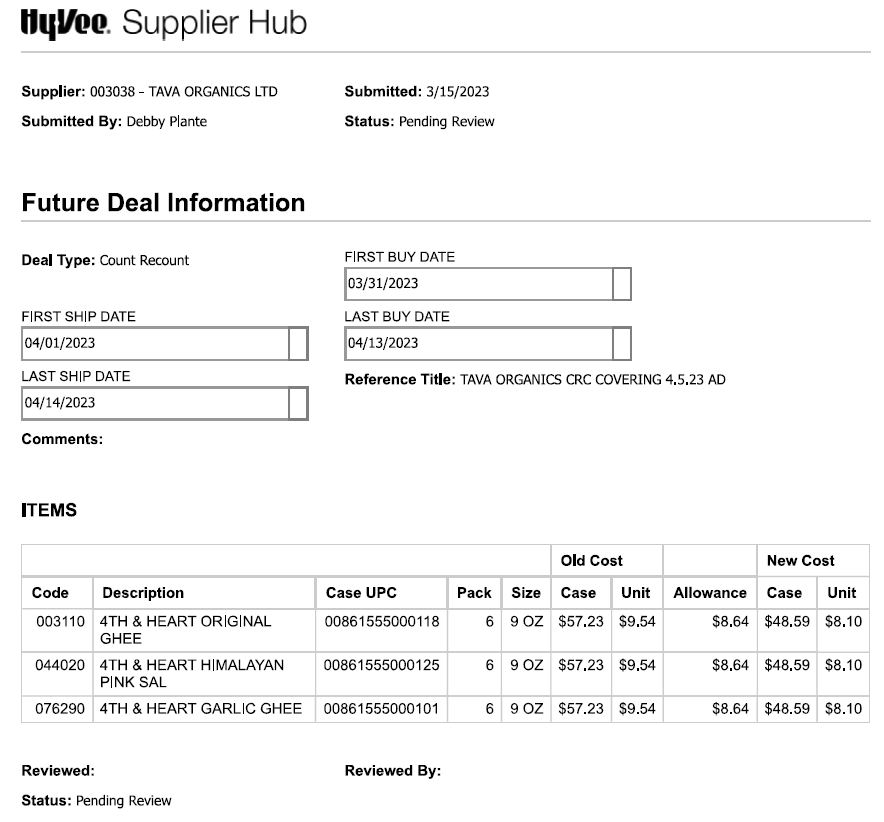 HyVee. Supplier Hub
Supplier: 003038 - TAVA ORGANICS LTD Submitted: 3/15/2023
Submitted By: Debby Plante Status: Pending Review
Future Deal Information
Deal Type: Count Recount FIRST BUY DATE
03/31/2023
FIRST SHIP DATE LAST BUY DATE
04/01/2023 04/13/2023
LAST SHIP DATE Reference Title: TAVA ORGANICS CRC COVERING 4.5.23 AD
04/14/2023
Comments:
ITEMS
Old Cost New Cost
Code Description Case UPC Pack Size Case Unit Allowance Case Unit
003110 4TH & HEART ORIGINAL 00861555000118 6 9 OZ $57.23 $9.54 $8.64 $48.59 $8.10
GHEE
044020 4TH & HEART HIMALAYAN 00861555000125 6 9 OZ $57.23 $9.54 $8.64 $48.59 $8.10
PINK SAL
076290 4TH & HEART GARLIC GHEE 00861555000101 6 9 OZ $57.23 $9.54 $8.64 $48.59 $8.10
Reviewed: Reviewed By:
Status: Pending Review